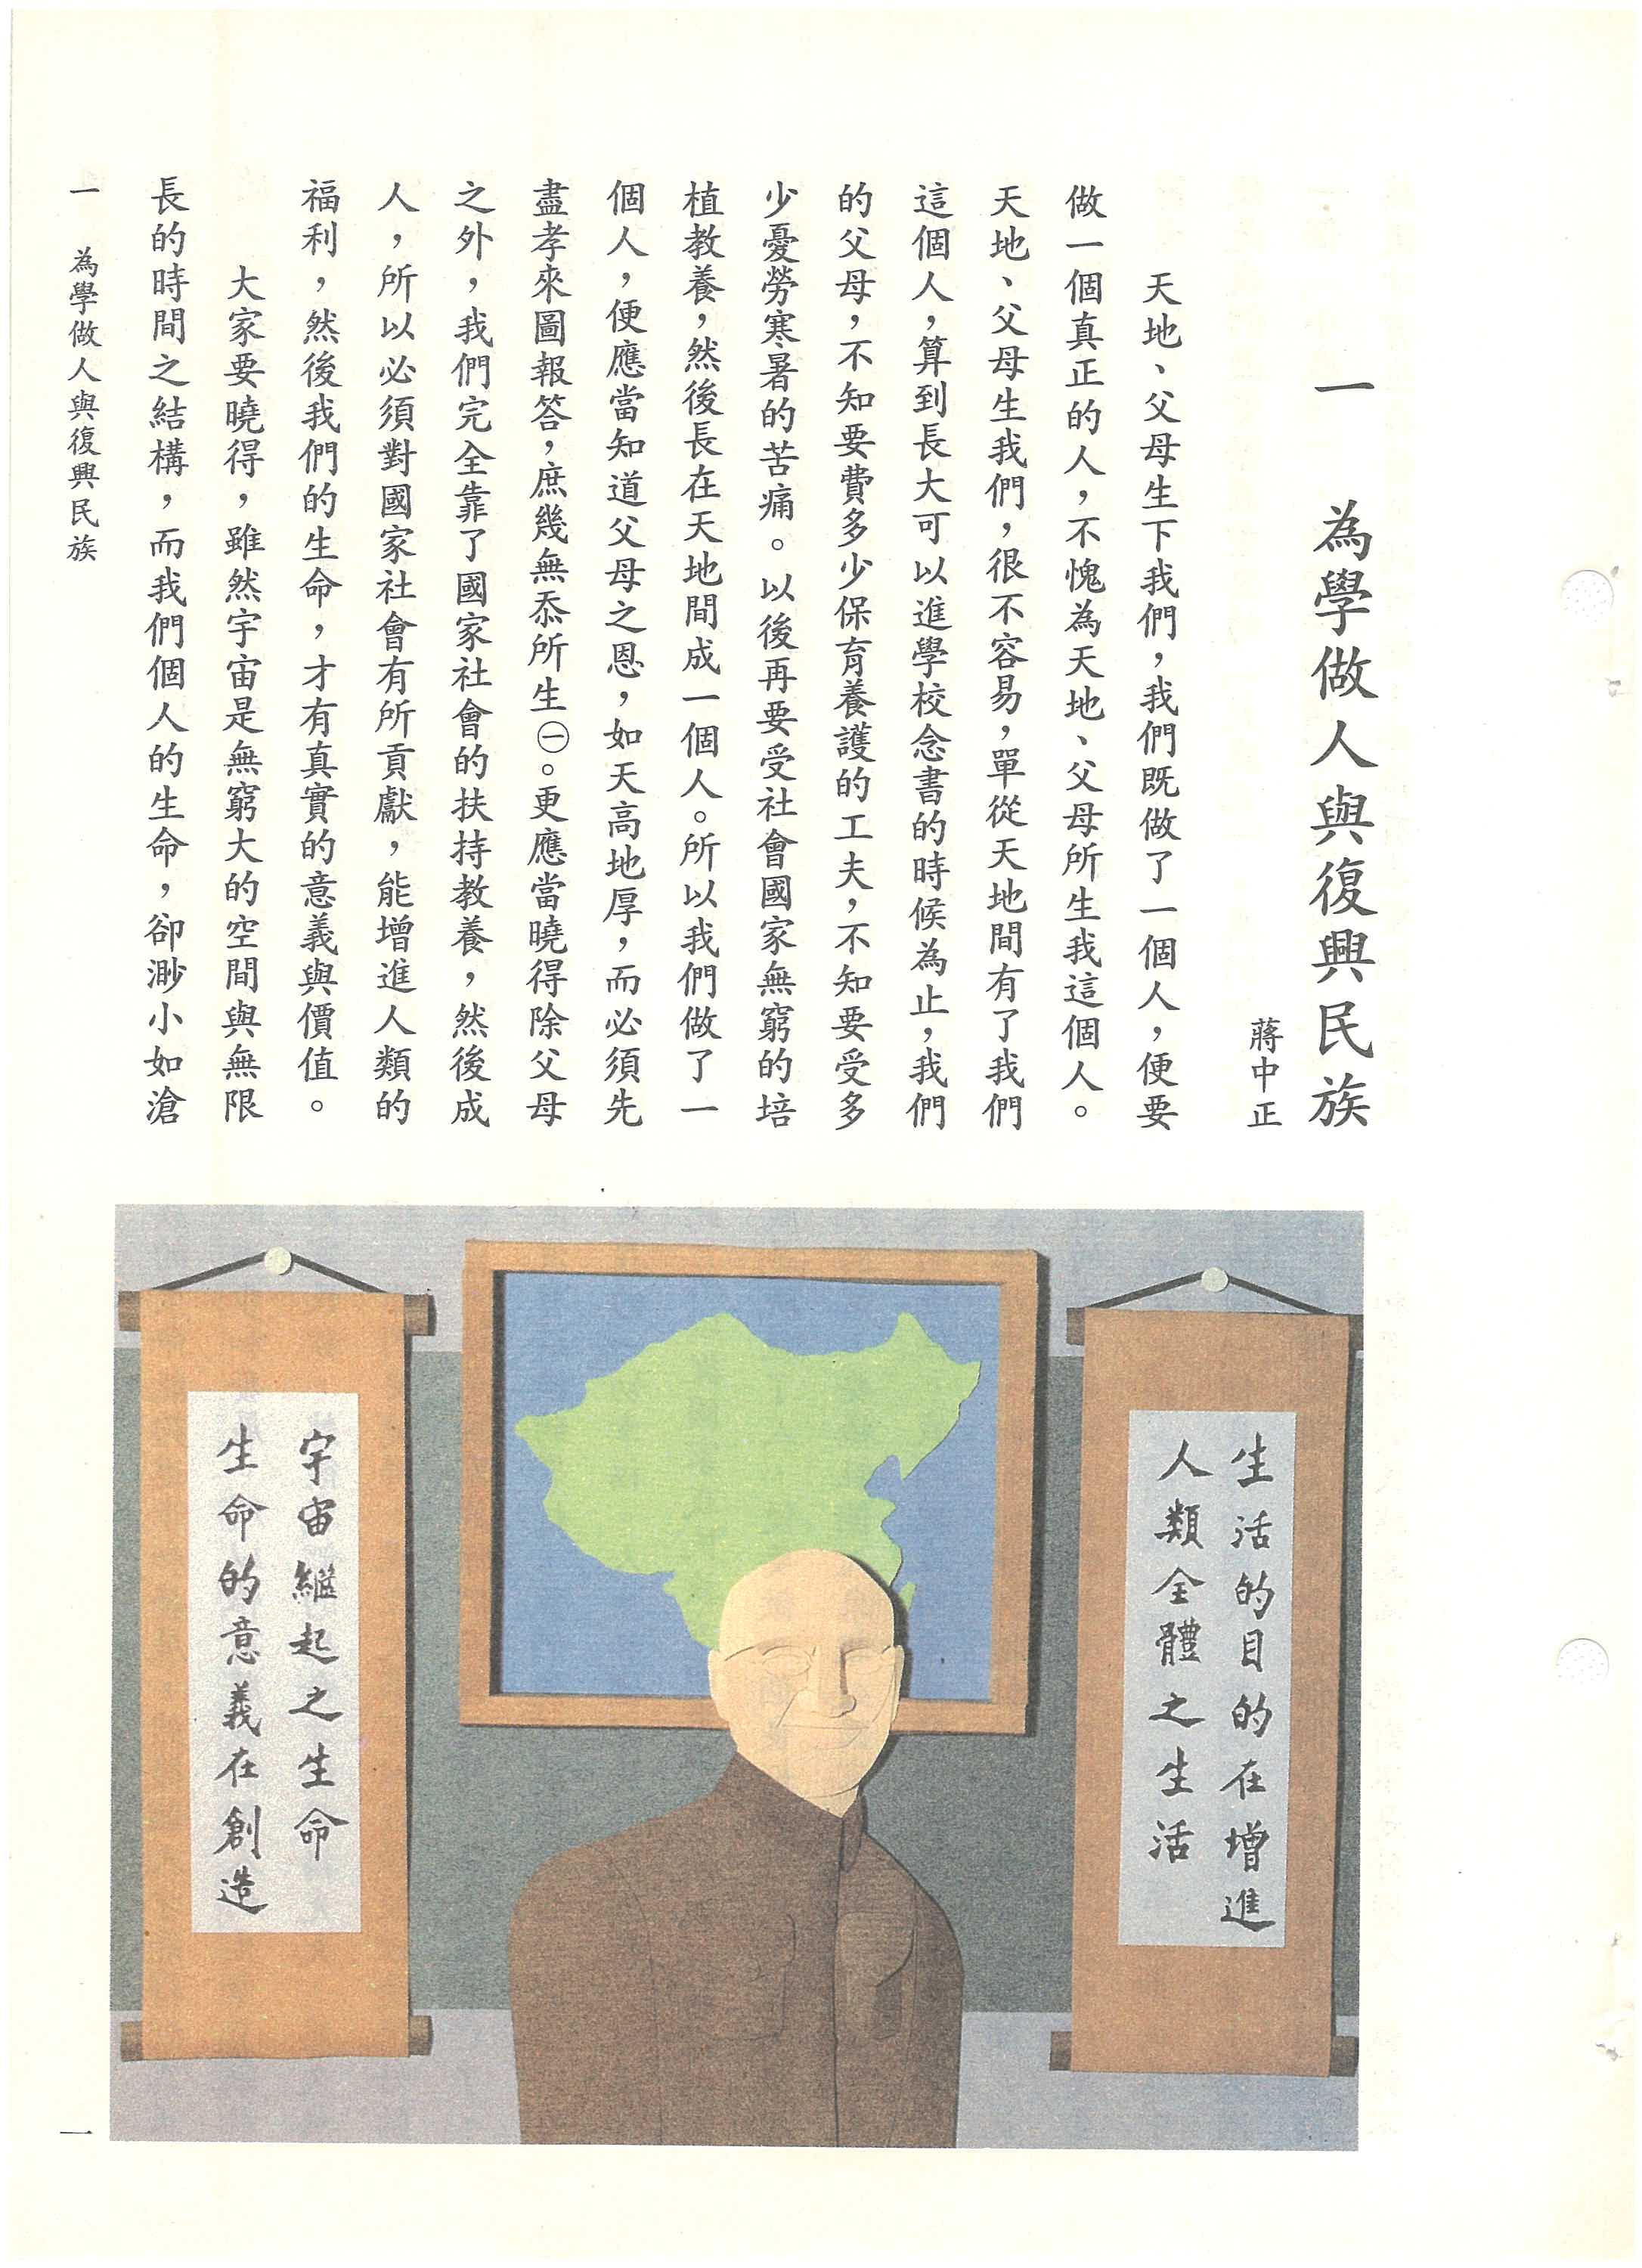 一　為學做人與復興民族
蔣中正
天地、父母生下我們，我們既做了一個人，便要
做一個真正的人，不愧為天地、父母所生我這個人。
天地、父母生我們，很不容易，單從天地間有了我們
這個人，算到長大可以進學校念書的時候為止，我們
的父母，不知要費多少保育養護的工夫，不知要受多
少憂勞寒暑的苦痛。以後再要受社會國家無窮的培
植教養，然後長在天地間成一個人。所以我們做了一
個人，便應當知道父母之恩，如天高地厚，而必須先
盡孝來圖報答，庶幾無忝所生㊀。更應當曉得除父母
之外，我們完全靠了國家社會的扶持教養，然後成
人，所以必須對國家社會有所貢獻，能增進人類的
福利，然後我們的生命，才有真實的意義與價值。
大家要曉得，雖然宇宙是無窮大的空間與無限
長的時間之結構，而我們個人的生命，卻渺小如滄
一　為學做人與復興民族
生活的目的在增進
人類全體之生活
宇宙繼起之生命
生命的意義在創造
一